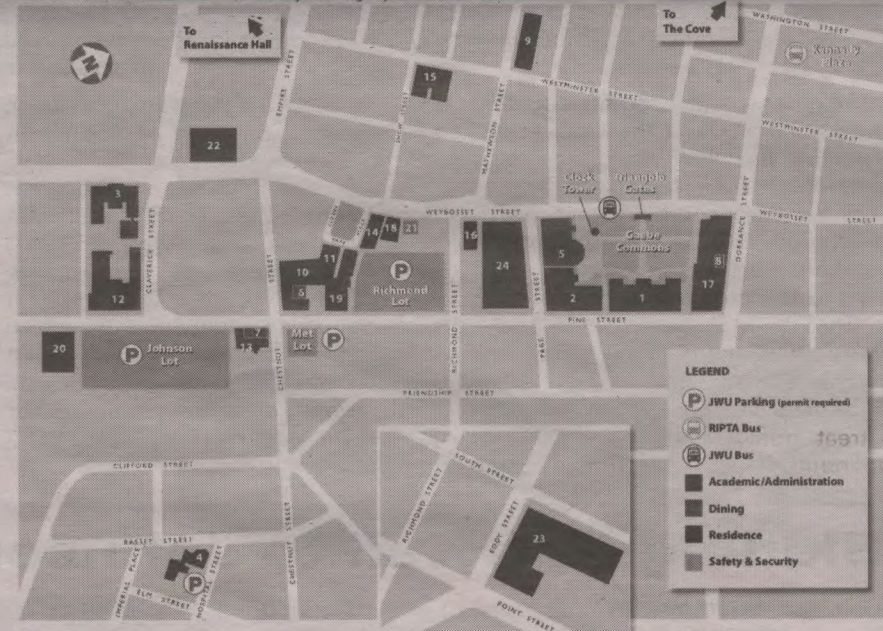 To
Renaissance Hall
To
The Cove
WASHINGTON STREET
Kennedy
Plaza
N
EMPIRE STREET
9
15
SNOW STREET
MATHEWSON STREET
WESTMINSTER STREET
WESTMINSTER STREET
22
Clock
Tower
Triangolo
Gates
3
WEYBOSSET STREET
WEYBOSSET STREET
DORRANCE STREET
CLAVERICK STREET
14
18
21
16
24
5
Gaebe
Commons
8
11
10
6
19
P
Richmond
Lot
12
2
1
17
STREET
RICHMOND STREET
STREET
PINE STREET
20
P
Johnson
Lot
7
13
Met
Lot
P
CHESTNUT
PAGE
FRIENDSHIP STREET
LEGEND
P JWU Parking (permit required)
RIPTA Bus
JWU Bus
Academic/Administration
Dining
Residence
Safety & Security
CLIFFORD STREET
SOUTH STREET
RICHMOND STREET
EDDY STREET
23
POINT STREET
BASSET STREET
CHESTNUT STREET
IMPERIAL PLACE
4
P
HOSPITAL STREET
ELM STREET